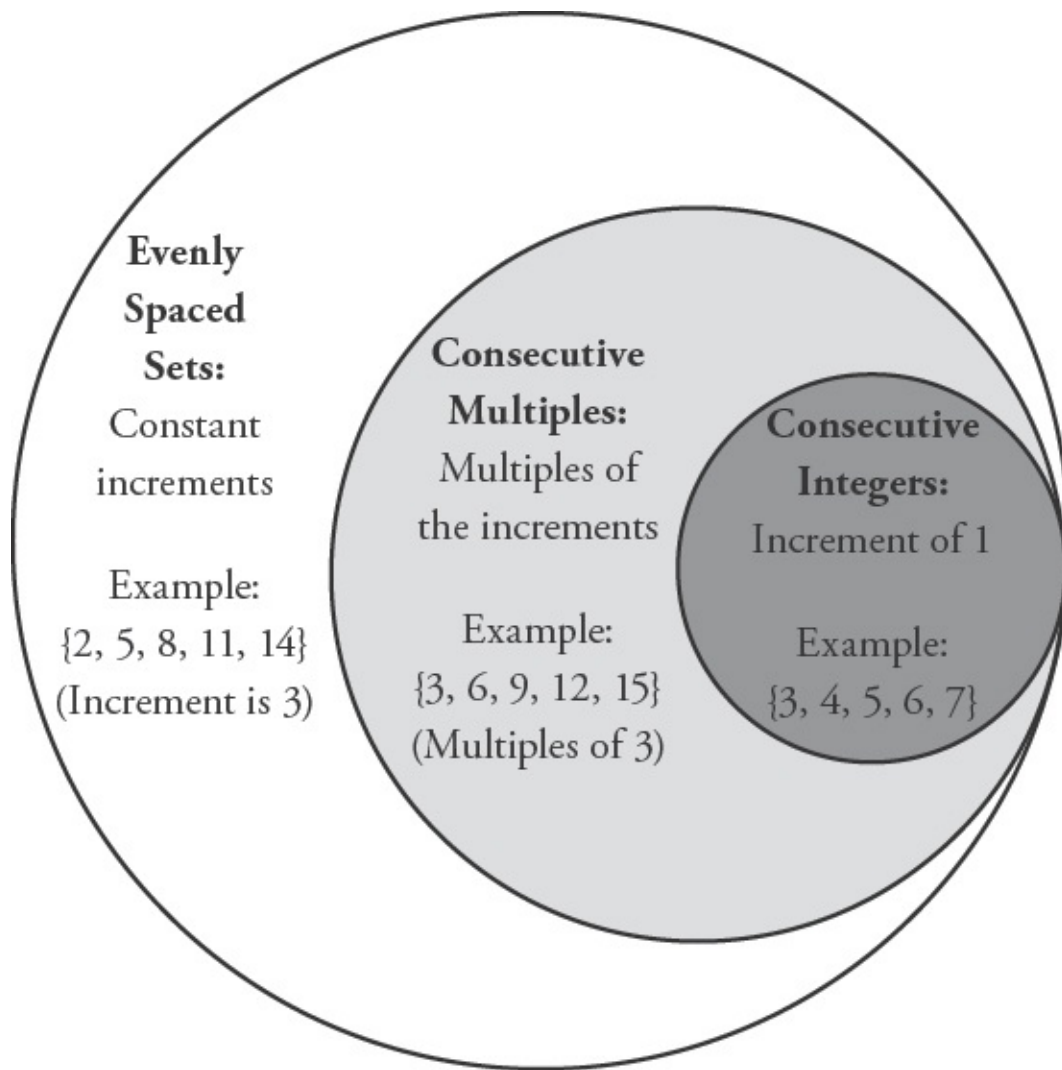 Evenly
Spaced
Sets:
Constant
increments
Example:
{2, 5, 8, 11, 14}
(Increment is 3)
Consecutive
Multiples:
Multiples of
the increments
Example:
{3, 6, 9, 12, 15}
(Multiples of 3)
Consecutive
Integers:
Increment of 1
Example:
{3, 4, 5, 6, 7}